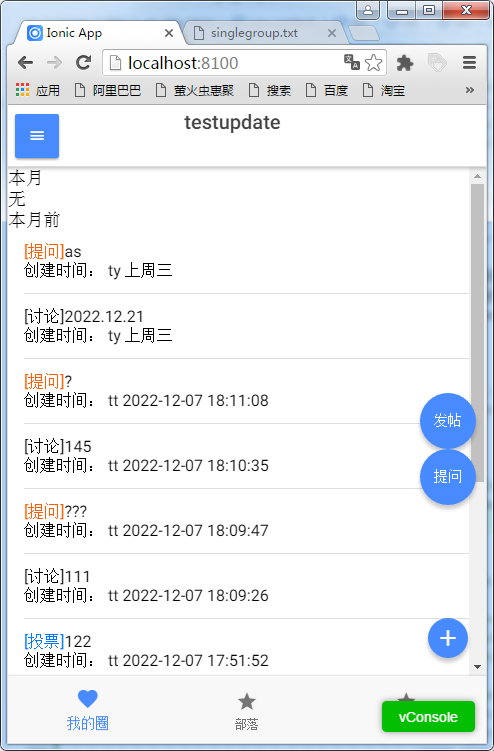 Ionic App
singlegroup.txt
localhost:8100
应用 阿里巴巴 萤火虫惠聚 搜索 百度 淘宝 »
testupdate
本月
无
本月前
[提问]as
创建时间： ty 上周三
[讨论]2022.12.21
创建时间： ty 上周三
[提问]?
创建时间： tt 2022-12-07 18:11:08
发帖
[讨论]145
创建时间： tt 2022-12-07 18:10:35
提问
[提问]???
创建时间： tt 2022-12-07 18:09:47
[讨论]111
创建时间： tt 2022-12-07 18:09:26
[投票]122
创建时间： tt 2022-12-07 17:51:52
+
我的圈 部落
vConsole